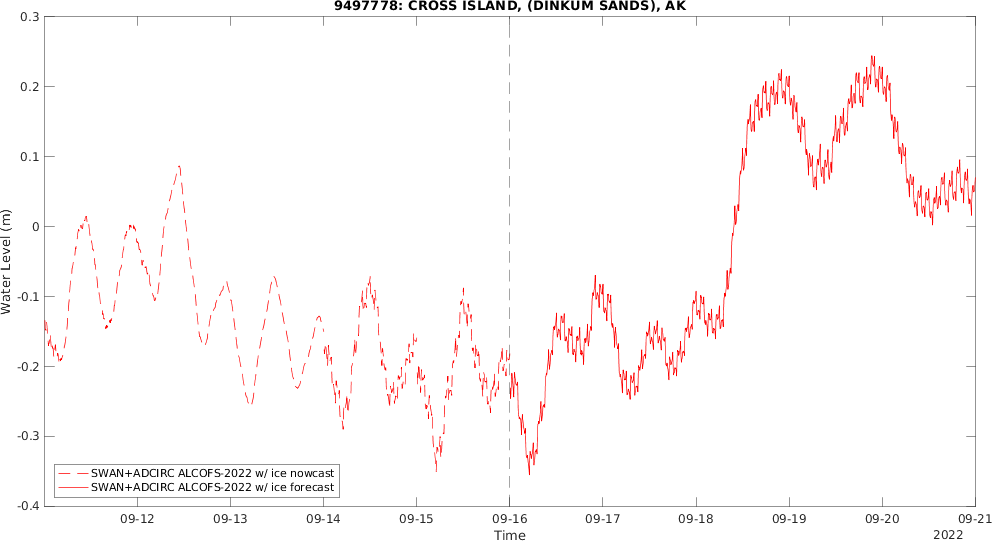 9497778: CROSS ISLAND, (DINKUM SANDS), AK
0.3
0.2
0.1
0
-0.1
-0.2
-0.3
-0.4
Water Level (m)
SWAN+ADCIRC ALCOFS-2022 w/ ice nowcast
SWAN+ADCIRC ALCOFS-2022 w/ ice forecast
09-12 09-13 09-14 09-15 09-16 09-17 09-18 09-19 09-20 09-21
Time
2022